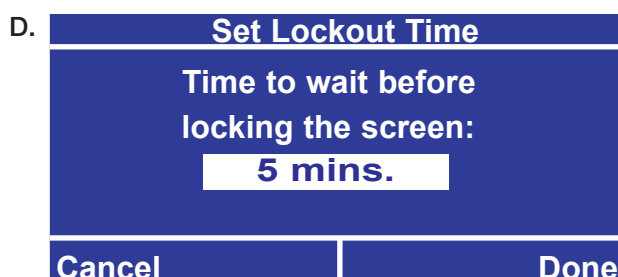 D.
Set Lockout Time
Time to wait before
locking the screen:
5 mins.
Cancel Done